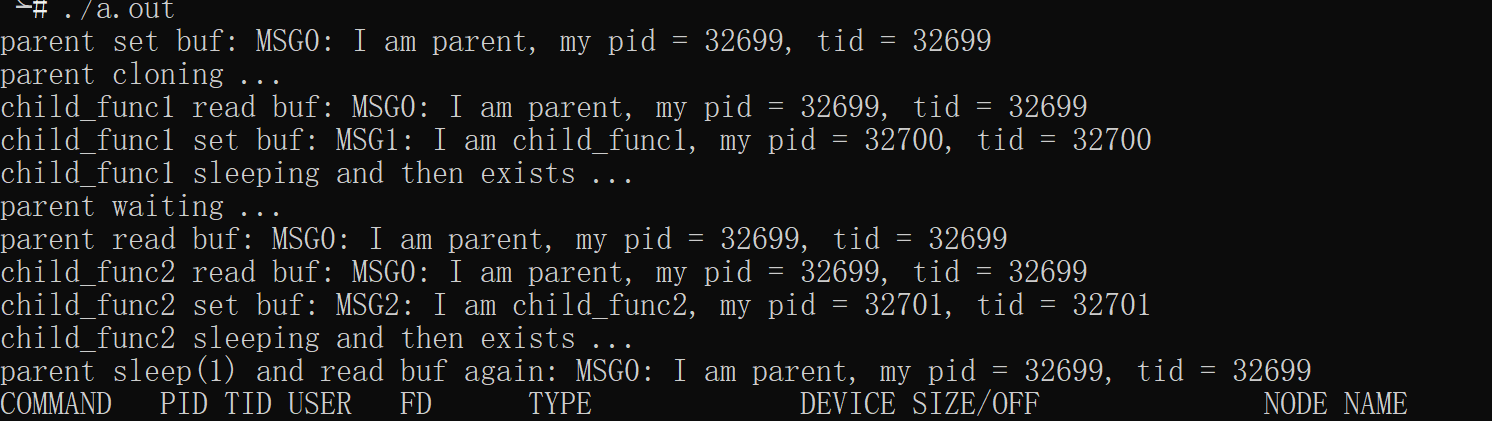 # ./a.out
parent set buf: MSG0: I am parent, my pid = 32699, tid = 32699
parent cloning ...
child_func1 read buf: MSG0: I am parent, my pid = 32699, tid = 32699
child_func1 set buf: MSG1: I am child_func1, my pid = 32700, tid = 32700
child_func1 sleeping and then exists ...
parent waiting ...
parent read buf: MSG0: I am parent, my pid = 32699, tid = 32699
child_func2 read buf: MSG0: I am parent, my pid = 32699, tid = 32699
child_func2 set buf: MSG2: I am child_func2, my pid = 32701, tid = 32701
child_func2 sleeping and then exists ...
parent sleep(1) and read buf again: MSG0: I am parent, my pid = 32699, tid = 32699
COMMAND PID TID USER FD TYPE DEVICE SIZE/OFF NODE NAME